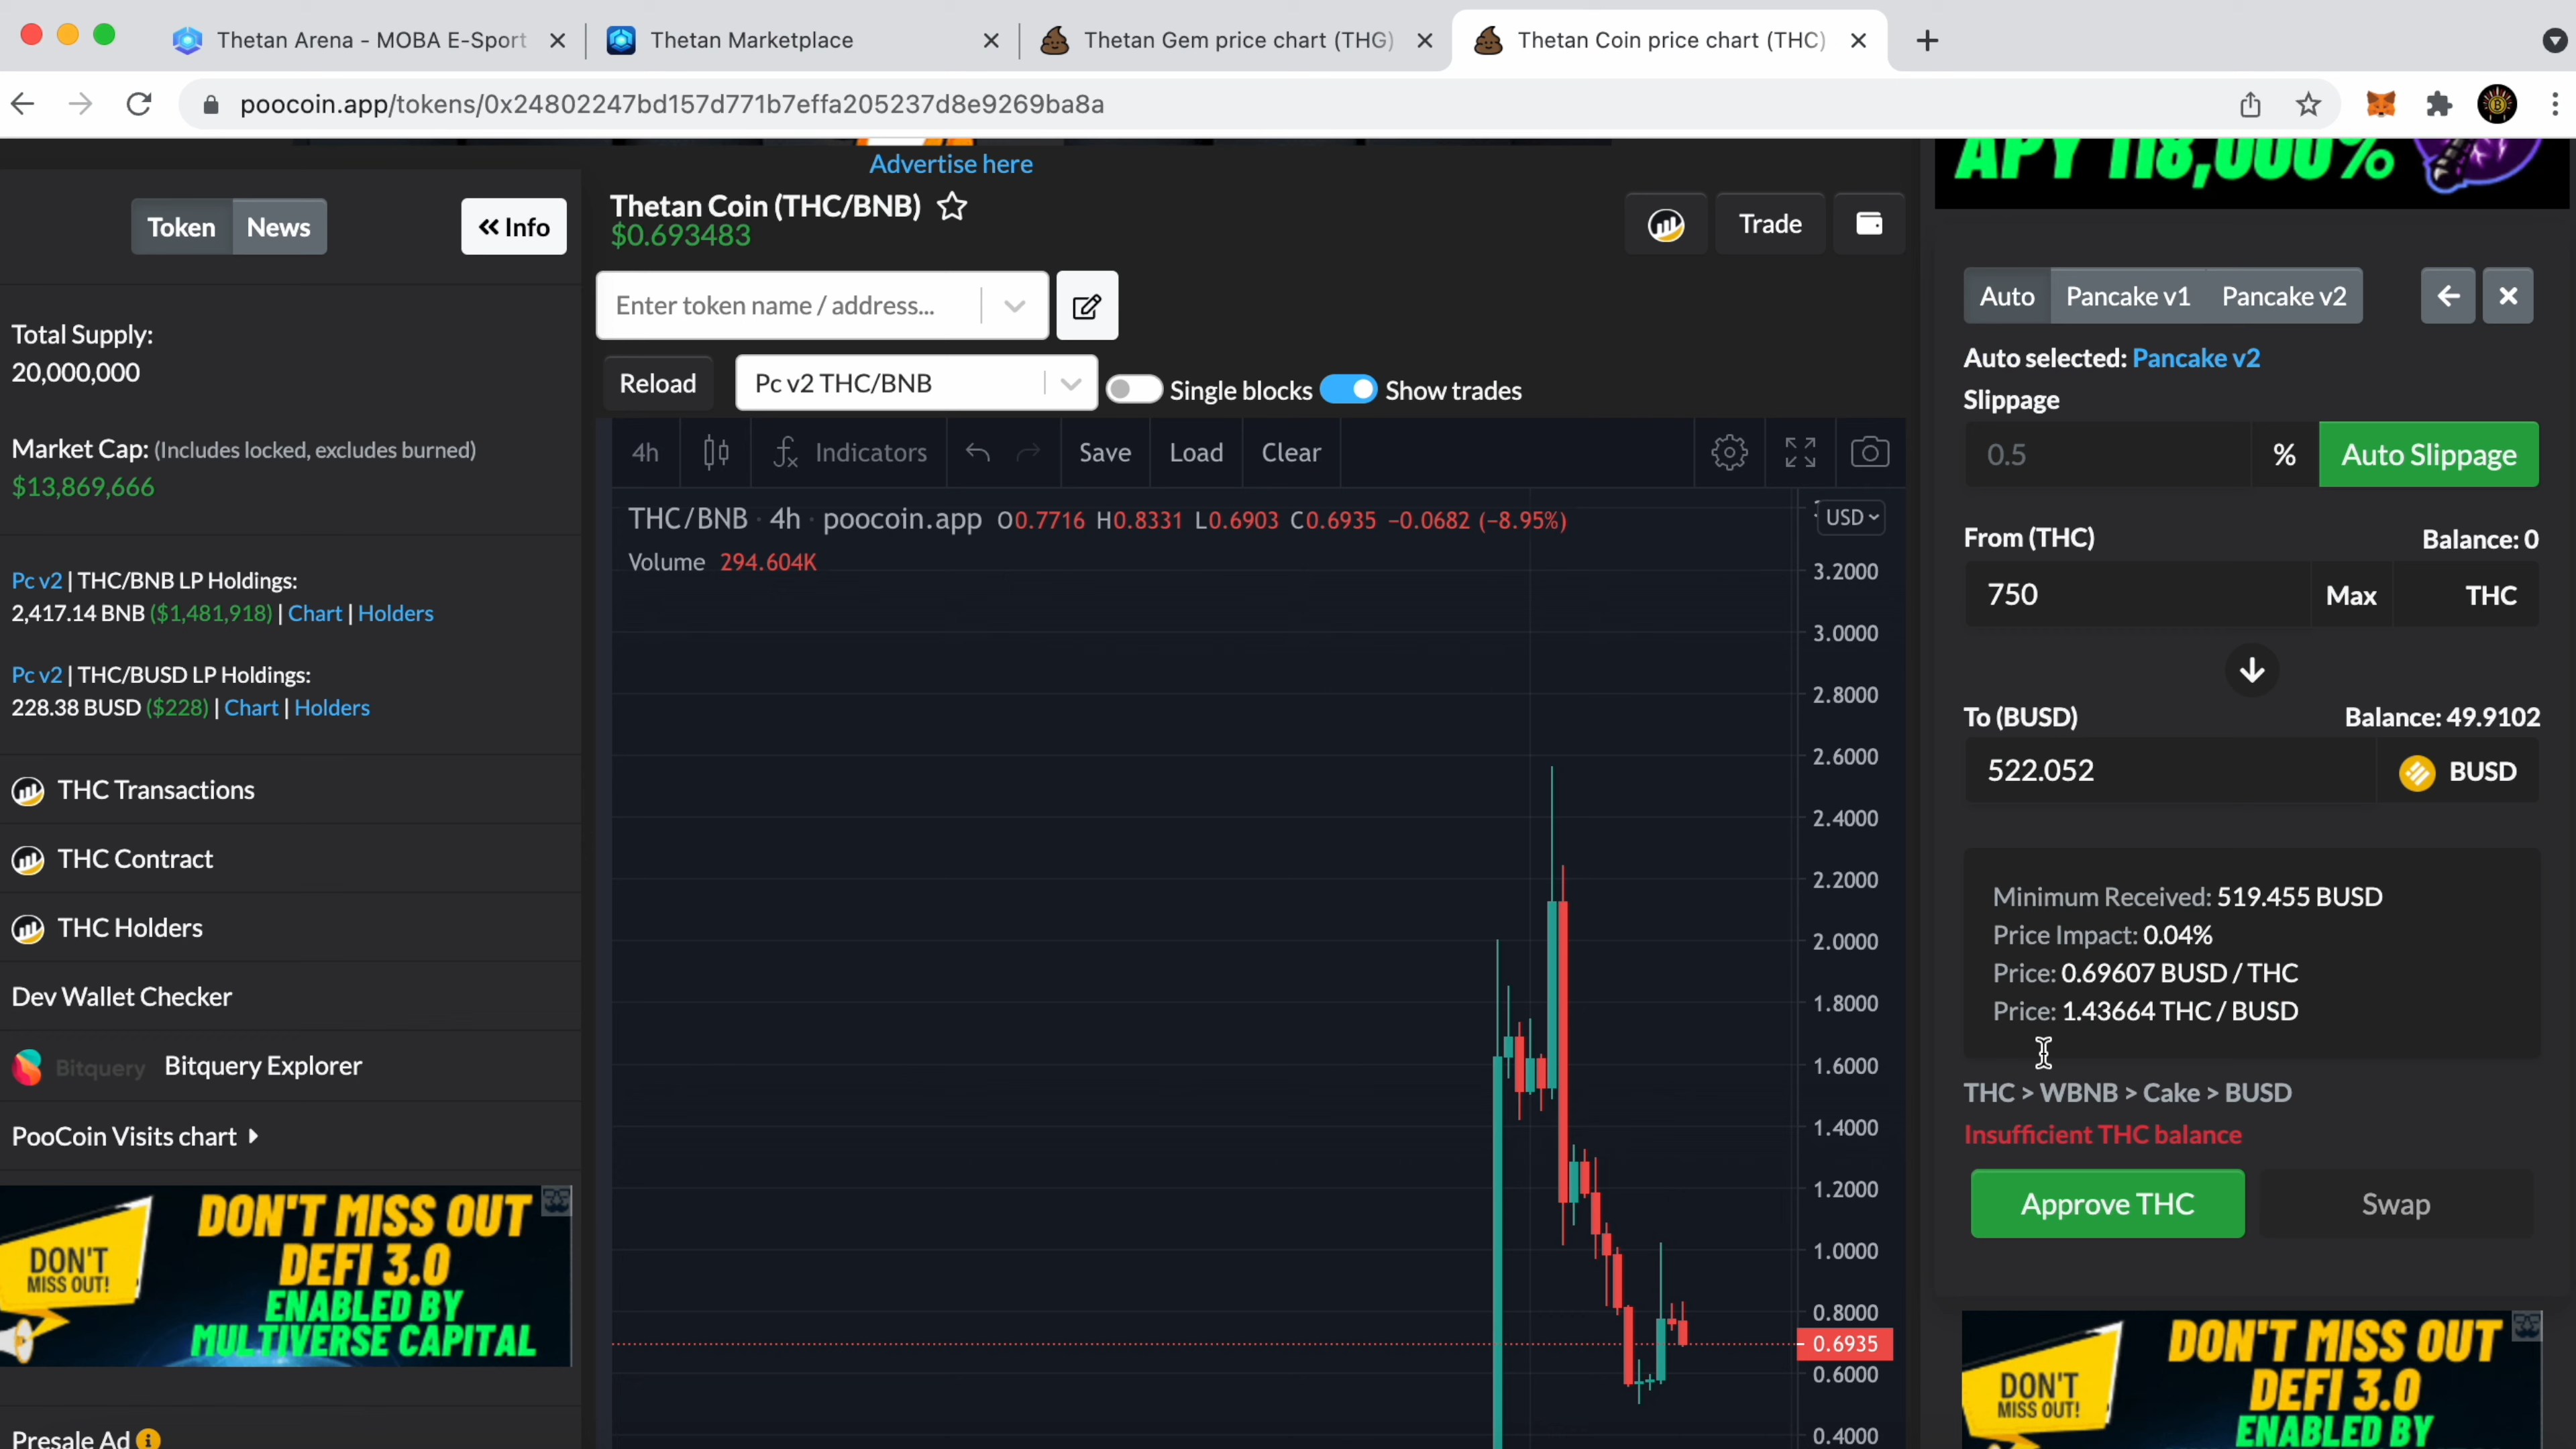 Thetan Arena - MOBA E-Sport
Thetan Marketplace
Thetan Gem price chart (THG)
Thetan Coin price chart (THC)
poocoin.app/tokens/0x24802247bd157d771b7effa205237d8e9269ba8a
Advertise here
APY 118,000%
Token
News
Info
Thetan Coin (THC/BNB)
$0.693483
Trade
Enter token name / address...
Reload
Pc v2 THC/BNB
Single blocks
Show trades
4h
Indicators
Save
Load
Clear
THC/BNB · 4h · poocoin.app O0.7716 H0.8331 L0.6903 C0.6935 −0.0682 (−8.95%)
Volume 294.604K
USD
3.2000
3.0000
2.8000
2.6000
2.4000
2.2000
2.0000
1.8000
1.6000
1.4000
1.2000
1.0000
0.8000
0.6935
0.6000
0.4000
Total Supply:
20,000,000
Market Cap: (Includes locked, excludes burned)
$13,869,666
Pc v2 | THC/BNB LP Holdings:
2,417.14 BNB ($1,481,918) | Chart | Holders
Pc v2 | THC/BUSD LP Holdings:
228.38 BUSD ($228) | Chart | Holders
THC Transactions
THC Contract
THC Holders
Dev Wallet Checker
Bitquery Bitquery Explorer
PooCoin Visits chart
DON'T MISS OUT!
DON'T MISS OUT
DEFI 3.0
ENABLED BY
MULTIVERSE CAPITAL
Presale Ad
Auto
Pancake v1
Pancake v2
Auto selected: Pancake v2
Slippage
0.5
%
Auto Slippage
From (THC)
Balance: 0
750
Max
THC
To (BUSD)
Balance: 49.9102
522.052
BUSD
Minimum Received: 519.455 BUSD
Price Impact: 0.04%
Price: 0.69607 BUSD / THC
Price: 1.43664 THC / BUSD
THC > WBNB > Cake > BUSD
Insufficient THC balance
Approve THC
Swap
DON'T MISS OUT!
DON'T MISS OUT
DEFI 3.0
ENABLED BY